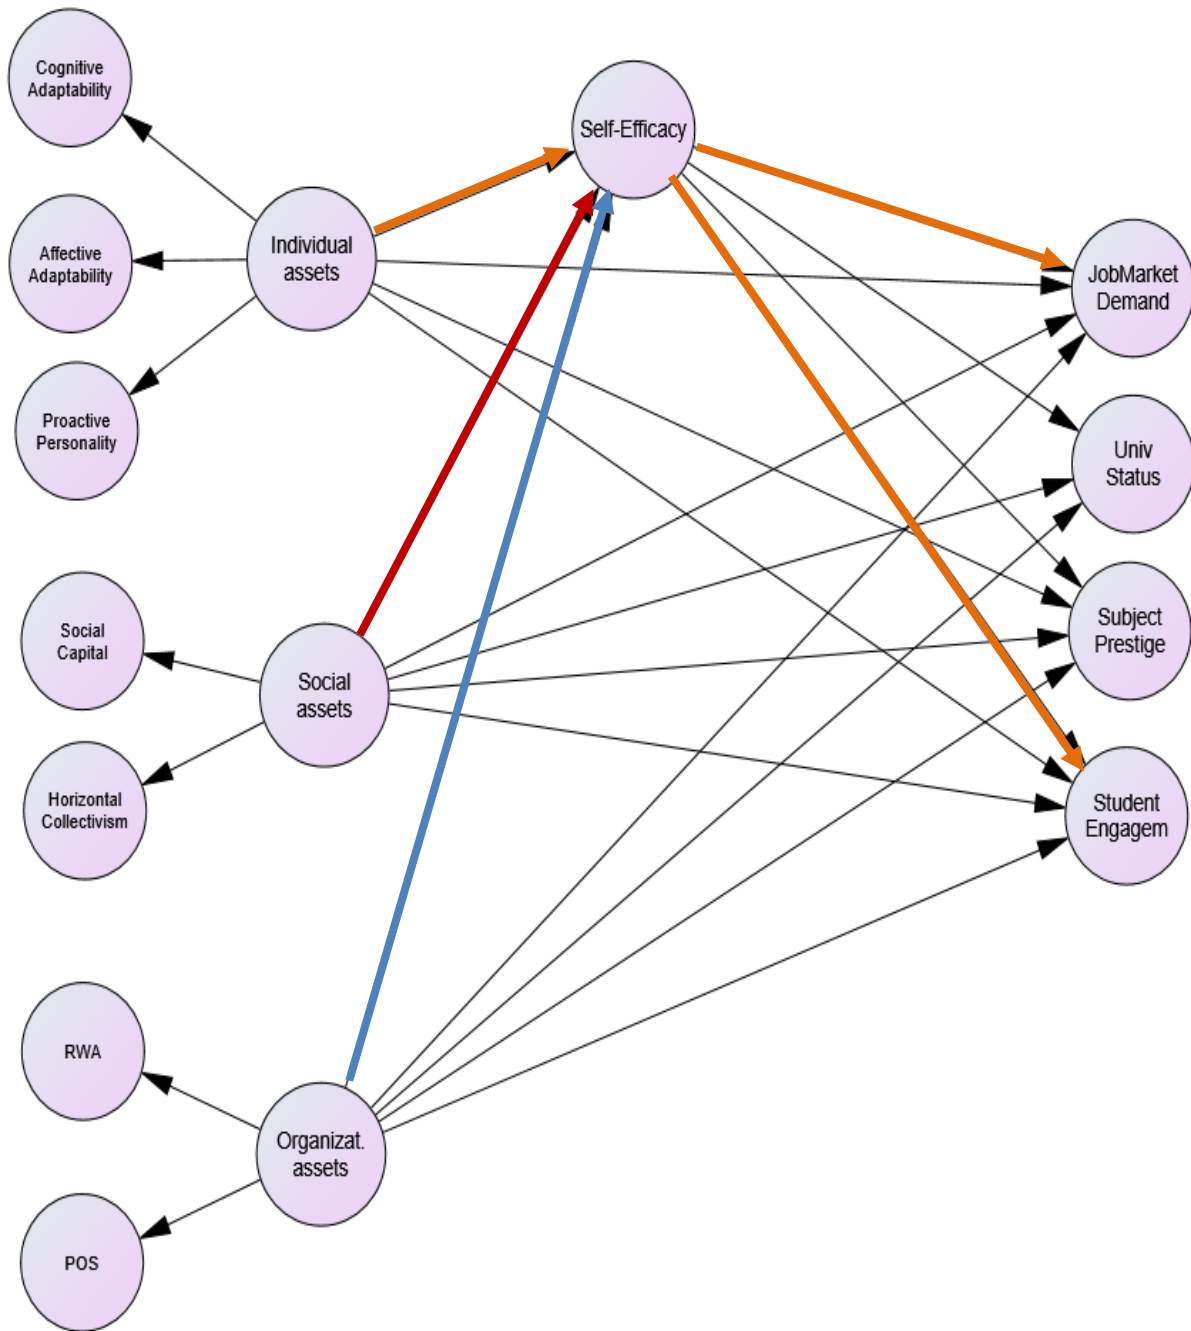 Cognitive
Adaptability
Self-Efficacy
Affective
Adaptability
Individual
assets
JobMarket
Demand
Proactive
Personality
Univ
Status
Social
Capital
Social
assets
Subject
Prestige
Horizontal
Collectivism
Student
Engagem
RWA
Organizat.
assets
POS